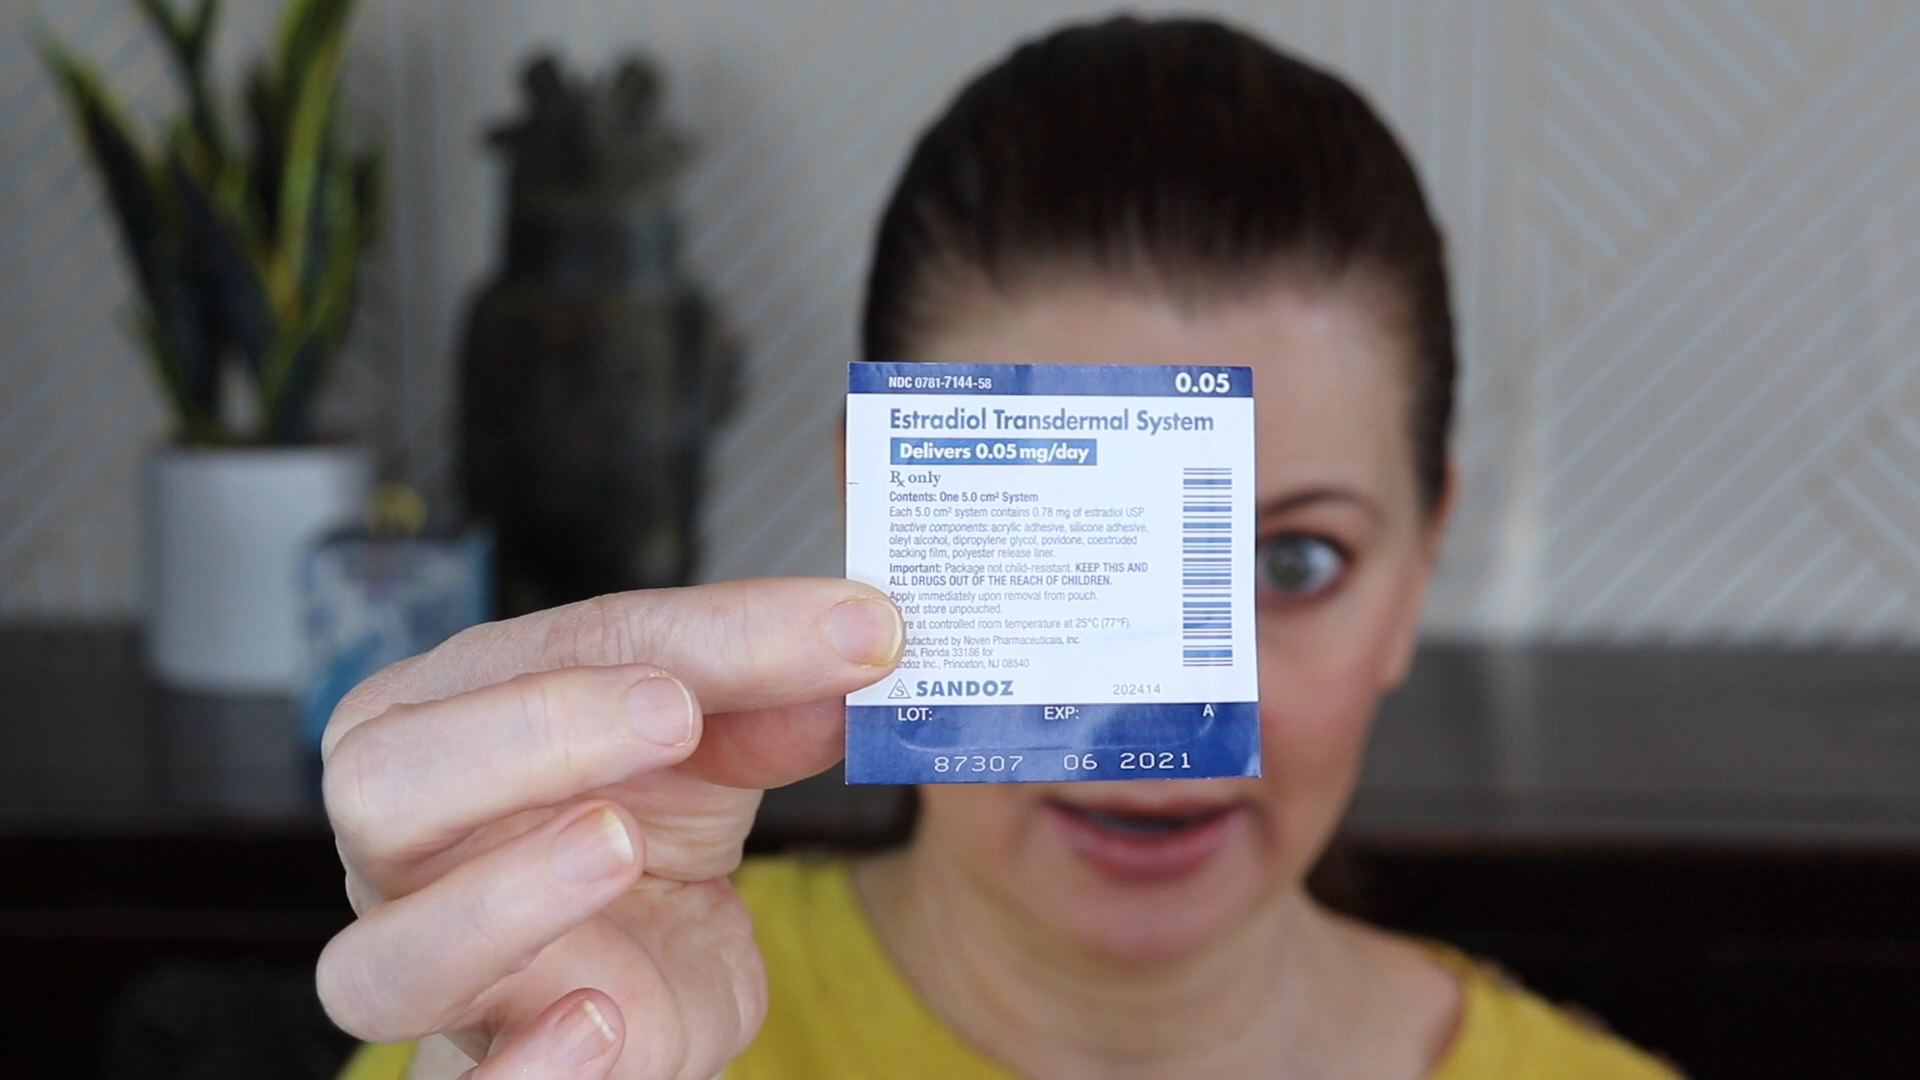 NDC 0781-7144-58 0.05
Estradiol Transdermal System
Delivers 0.05 mg/day
Rx only
Contents: One 5.0 cm² System
Each 5.0 cm² system contains 0.78 mg of estradiol USP
Inactive components: acrylic adhesive, silicone adhesive,
oleyl alcohol, dipropylene glycol, povidone, coextruded
backing film, polyester release liner.
Important: Package not child-resistant. KEEP THIS AND
ALL DRUGS OUT OF THE REACH OF CHILDREN.
Apply immediately upon removal from pouch.
not store unpouched.
at controlled room temperature at 25°C (77°F).
by Noven Pharmaceuticals, Inc.
Florida 33186 for
Inc., Princeton, NJ 08540
SANDOZ 202414
LOT: EXP: A
87307 06 2021